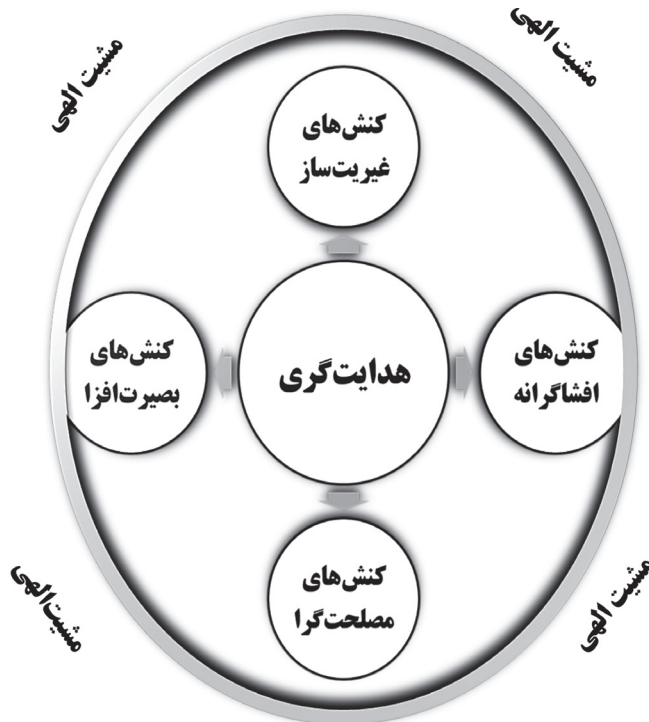 مشیت الهی
مشیت الهی
کنش‌های
غیریت‌ساز
کنش‌های
افشاگرانه
هدایت‌گری
کنش‌های
بصیرت‌افزا
کنش‌های
مصلحت‌گرا
مشیت الهی
مشیت الهی